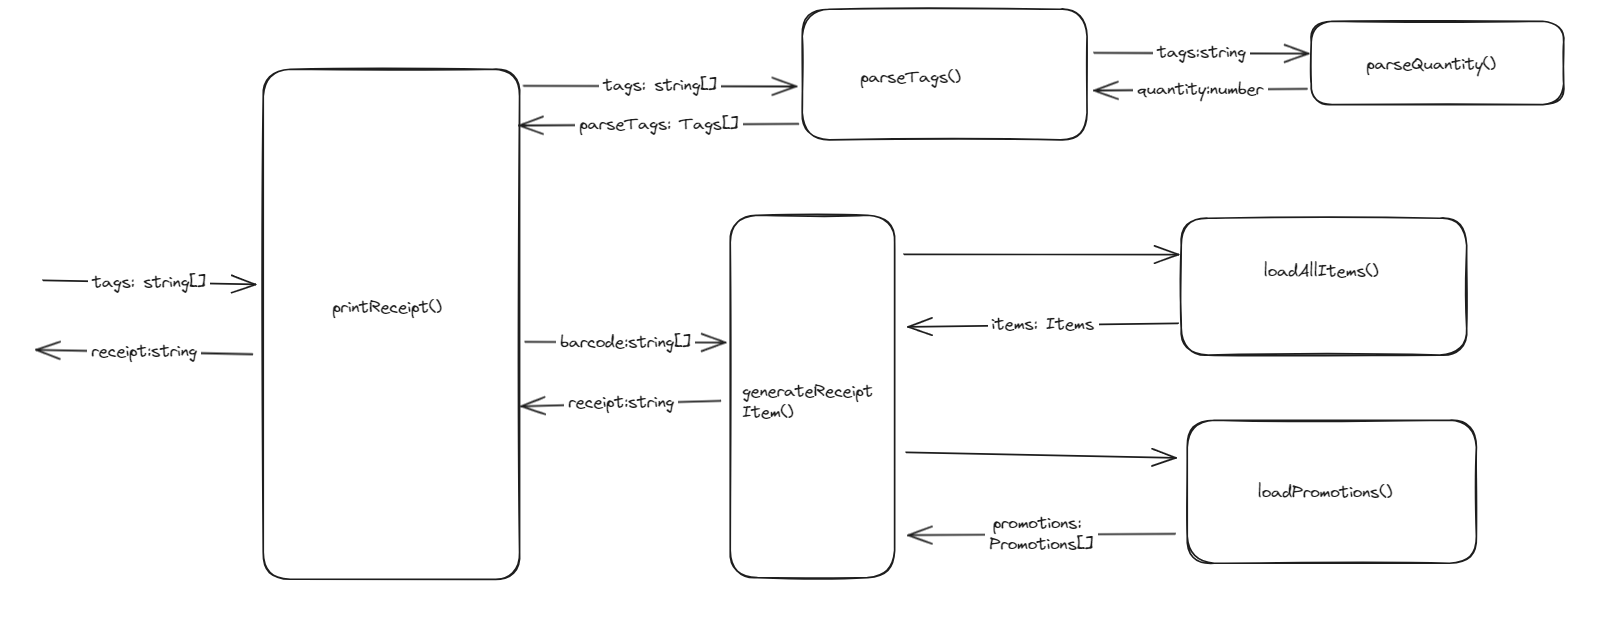 tags: string[]
receipt:string
printReceipt()
tags: string[]
parseTags: Tags[]
parseTags()
tags:string
quantity:number
parseQuantity()
barcode:string[]
receipt:string
generateReceipt
Item()
items: Items
loadAllItems()
promotions:
Promotions[]
loadPromotions()